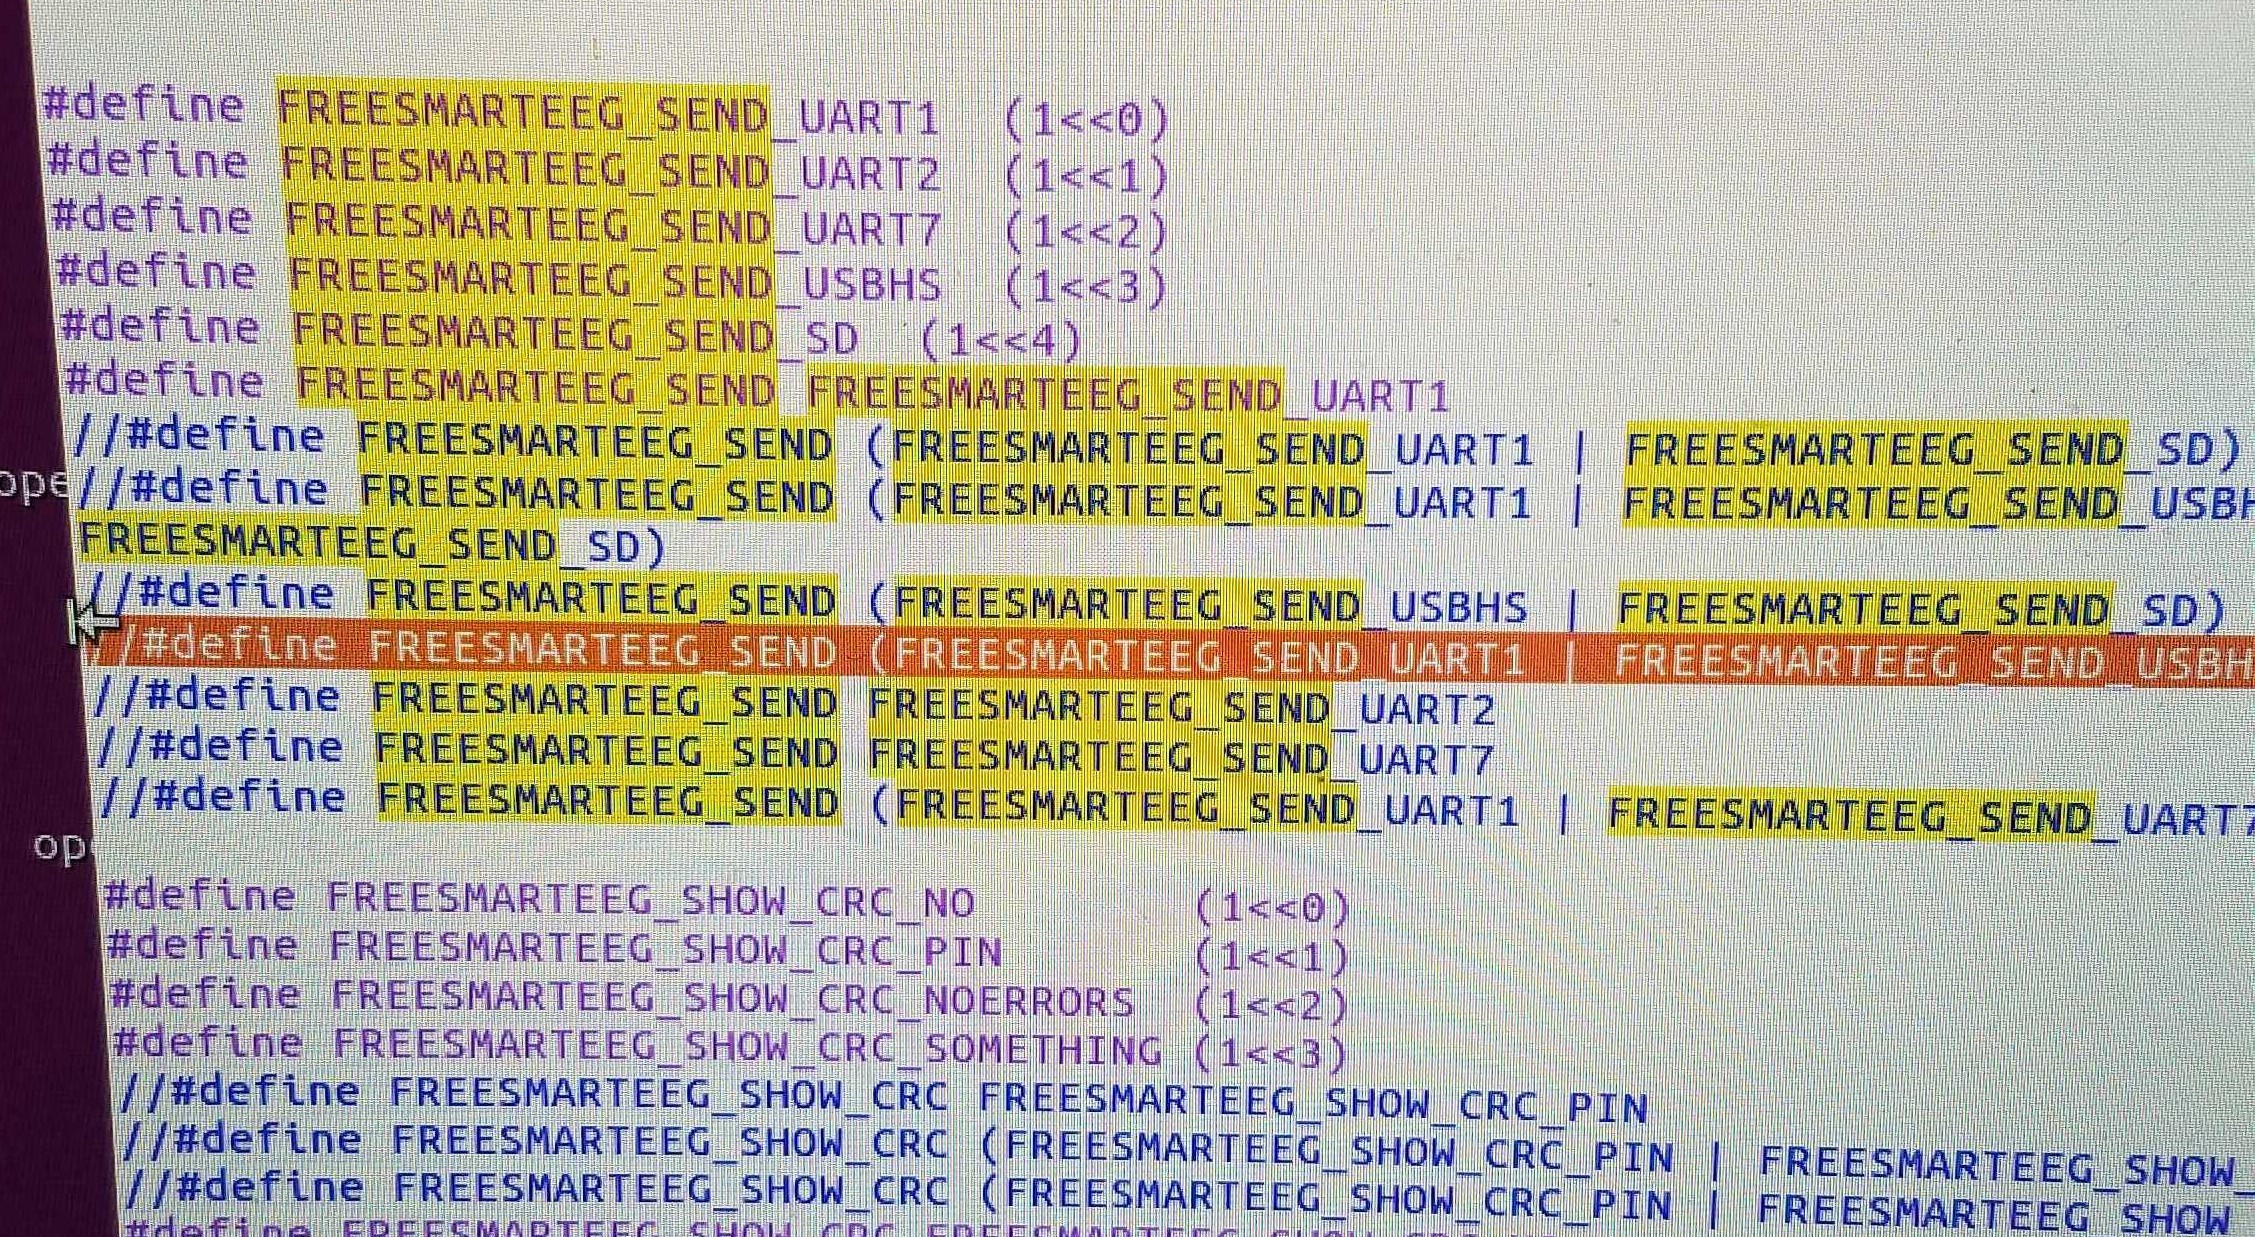 #define FREESMARTEEG_SEND_UART1  (1<<0)
#define FREESMARTEEG_SEND_UART2  (1<<1)
#define FREESMARTEEG_SEND_UART7  (1<<2)
#define FREESMARTEEG_SEND_USBHS  (1<<3)
#define FREESMARTEEG_SEND_SD  (1<<4)
#define FREESMARTEEG_SEND FREESMARTEEG_SEND_UART1
//#define FREESMARTEEG_SEND (FREESMARTEEG_SEND_UART1 | FREESMARTEEG_SEND_SD)
ope
//#define FREESMARTEEG_SEND (FREESMARTEEG_SEND_UART1 | FREESMARTEEG_SEND_USBH
FREESMARTEEG_SEND_SD)
//#define FREESMARTEEG_SEND (FREESMARTEEG_SEND_USBHS | FREESMARTEEG_SEND_SD)
//#define FREESMARTEEG_SEND (FREESMARTEEG_SEND_UART1 | FREESMARTEEG_SEND_USBH
//#define FREESMARTEEG_SEND FREESMARTEEG_SEND_UART2
//#define FREESMARTEEG_SEND FREESMARTEEG_SEND_UART7
//#define FREESMARTEEG_SEND (FREESMARTEEG_SEND_UART1 | FREESMARTEEG_SEND_UART7
op
#define FREESMARTEEG_SHOW_CRC_NO         (1<<0)
#define FREESMARTEEG_SHOW_CRC_PIN        (1<<1)
#define FREESMARTEEG_SHOW_CRC_NOERRORS   (1<<2)
#define FREESMARTEEG_SHOW_CRC_SOMETHING (1<<3)
//#define FREESMARTEEG_SHOW_CRC FREESMARTEEG_SHOW_CRC_PIN
//#define FREESMARTEEG_SHOW_CRC (FREESMARTEEG_SHOW_CRC_PIN | FREESMARTEEG_SHOW_
//#define FREESMARTEEG_SHOW_CRC (FREESMARTEEG_SHOW_CRC_PIN | FREESMARTEEG_SHOW
#define FREESMARTEEG_SHOW_CRC